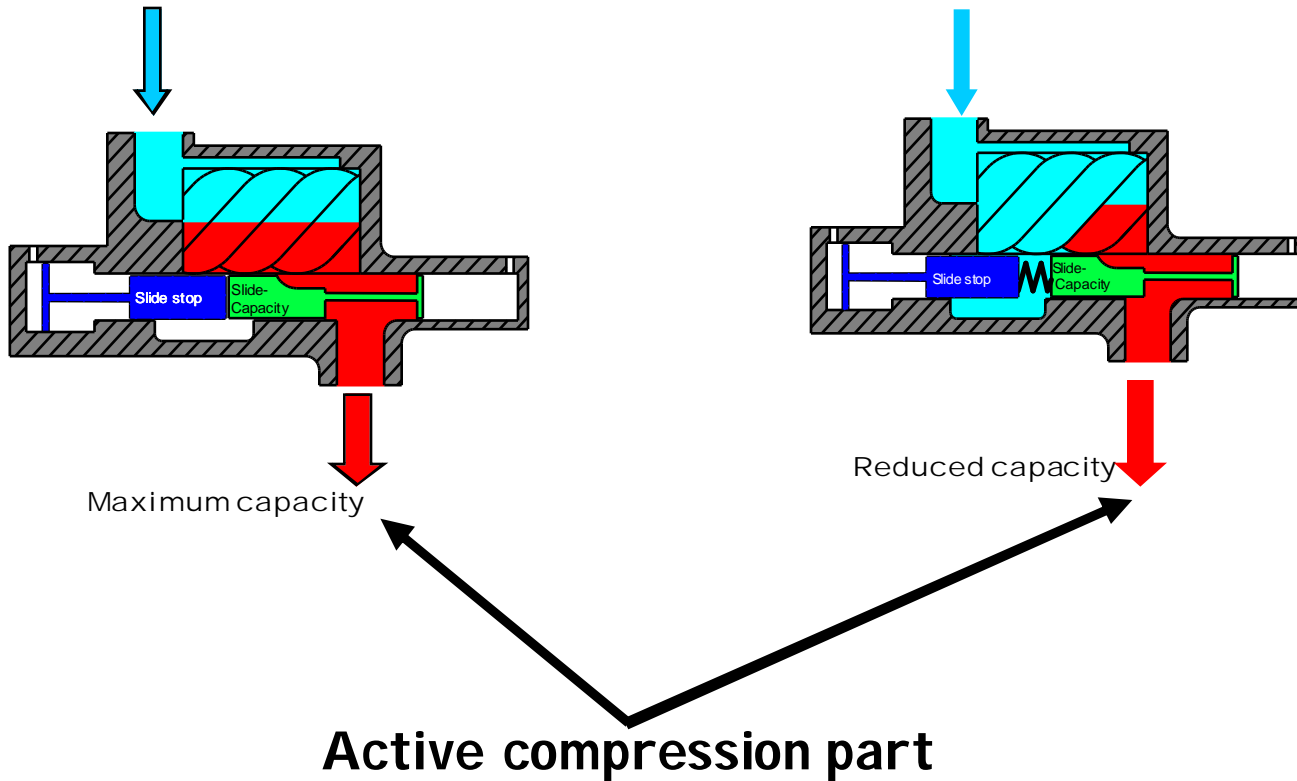 Slide stop
Slide-
Capacity
Slide stop
Slide-
Capacity
Maximum capacity
Reduced capacity
Active compression part